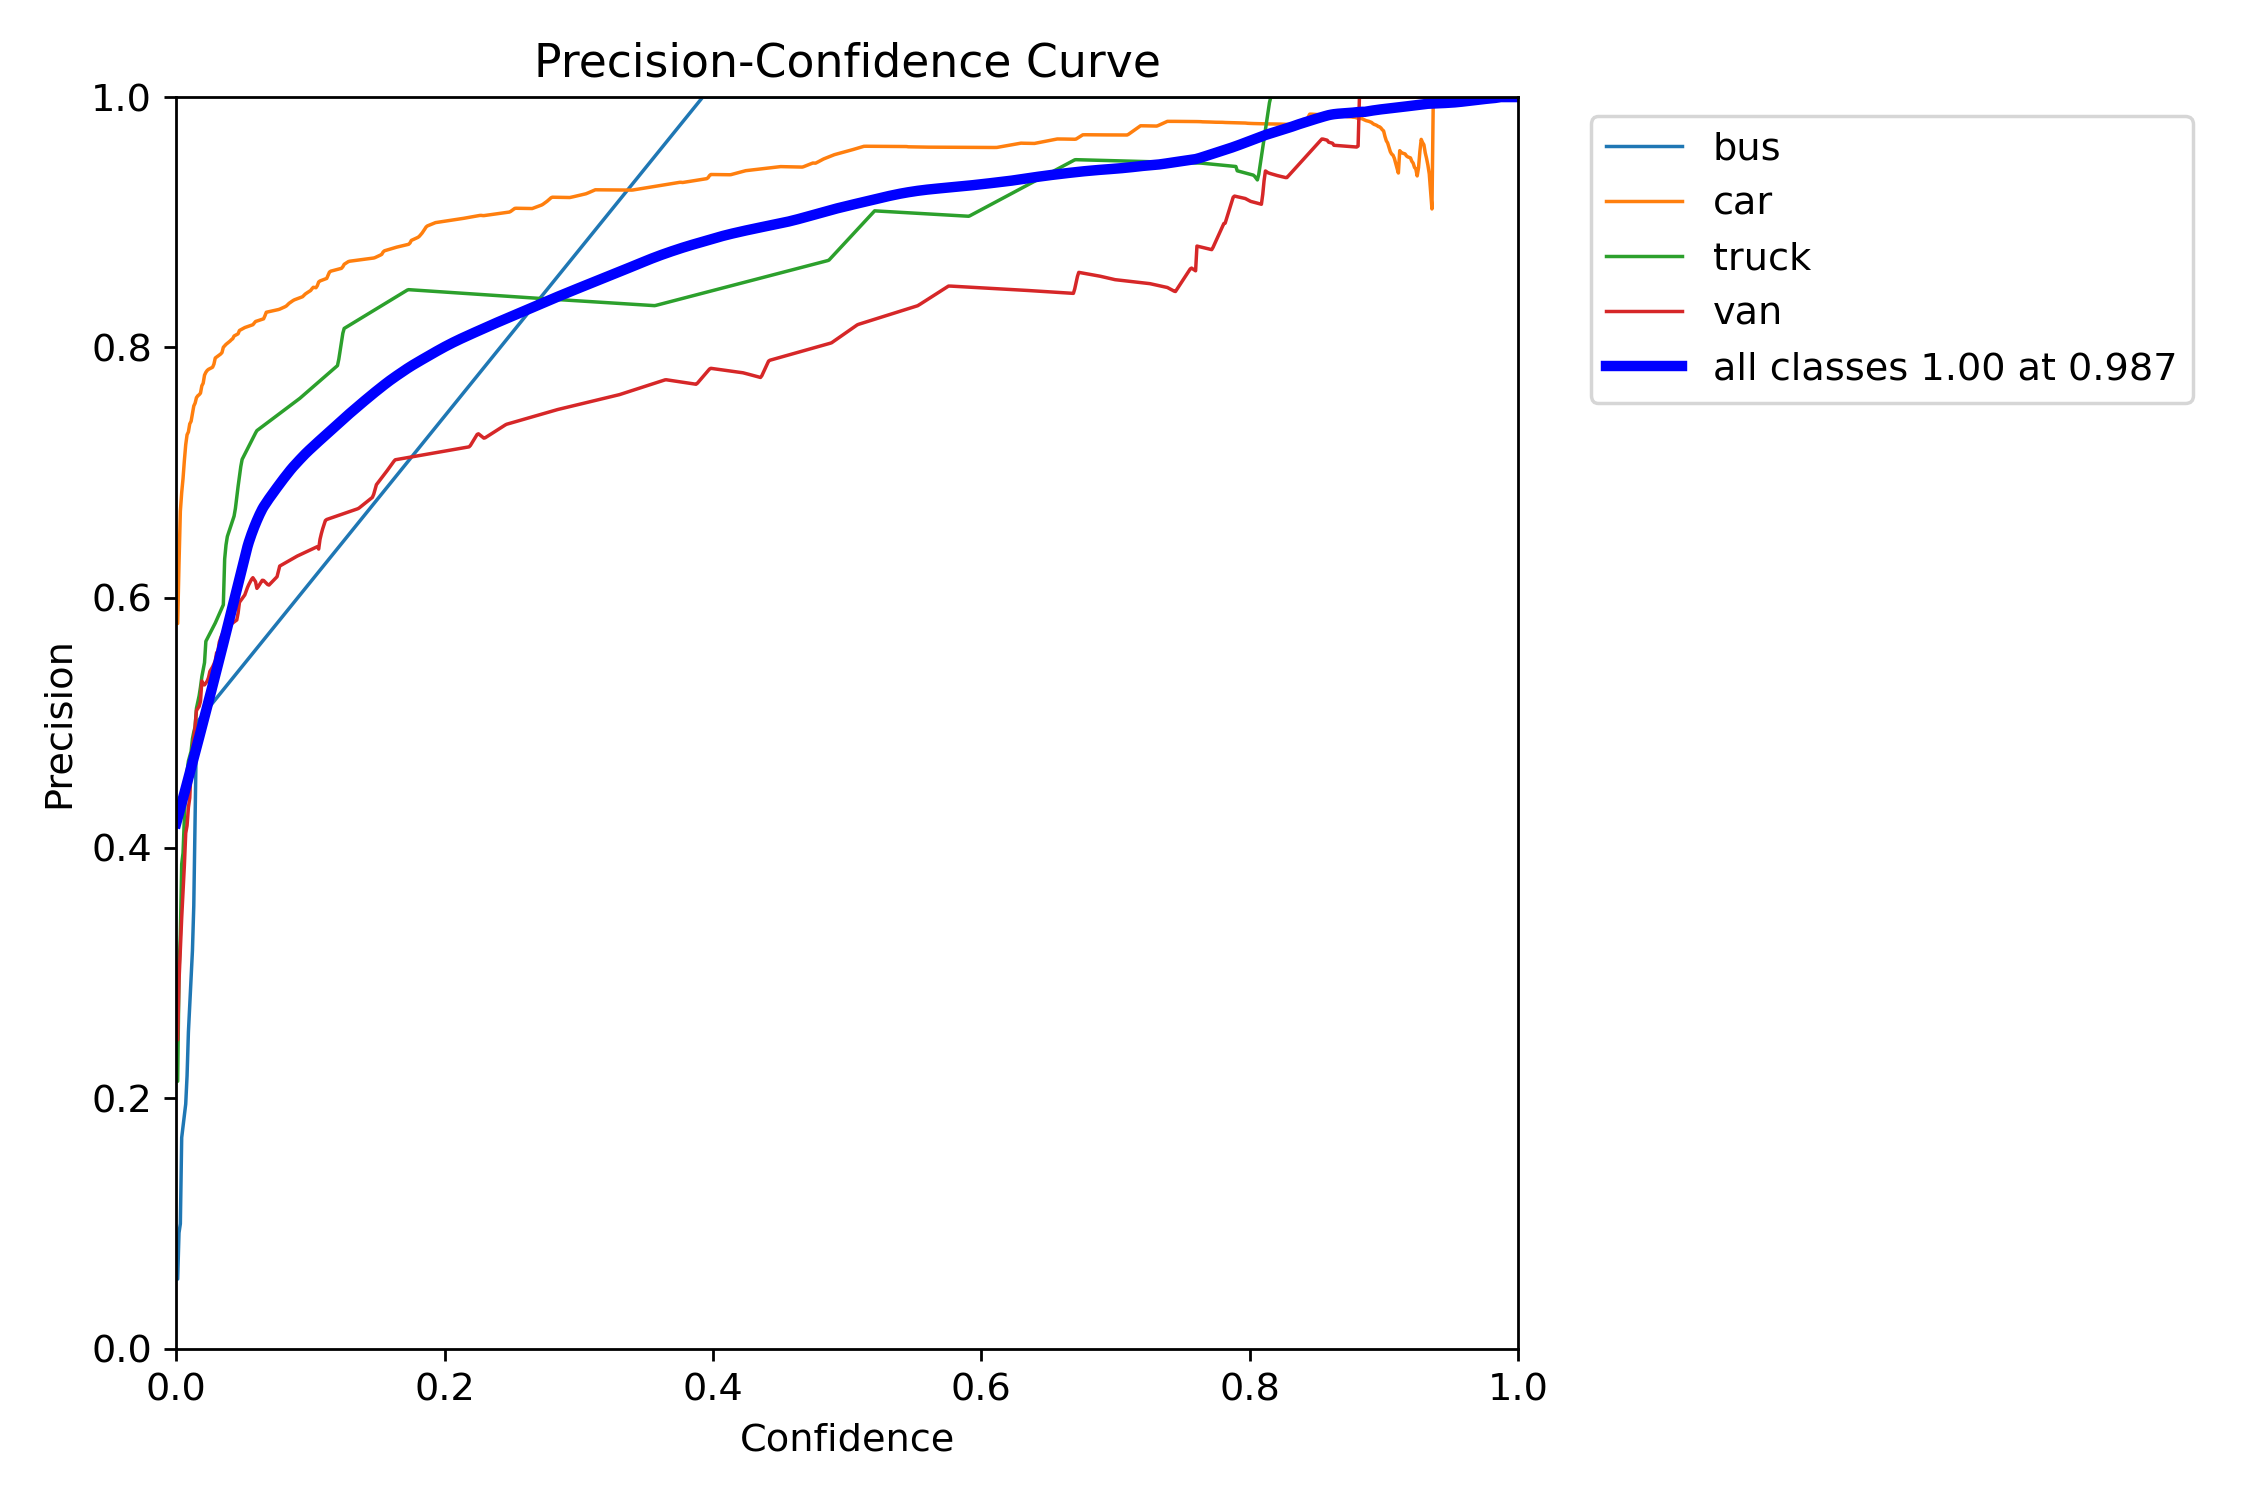 Precision-Confidence Curve
1.0
0.8
0.6
0.4
0.2
0.0
Precision
0.0 0.2 0.4 0.6 0.8 1.0
Confidence
bus
car
truck
van
all classes 1.00 at 0.987